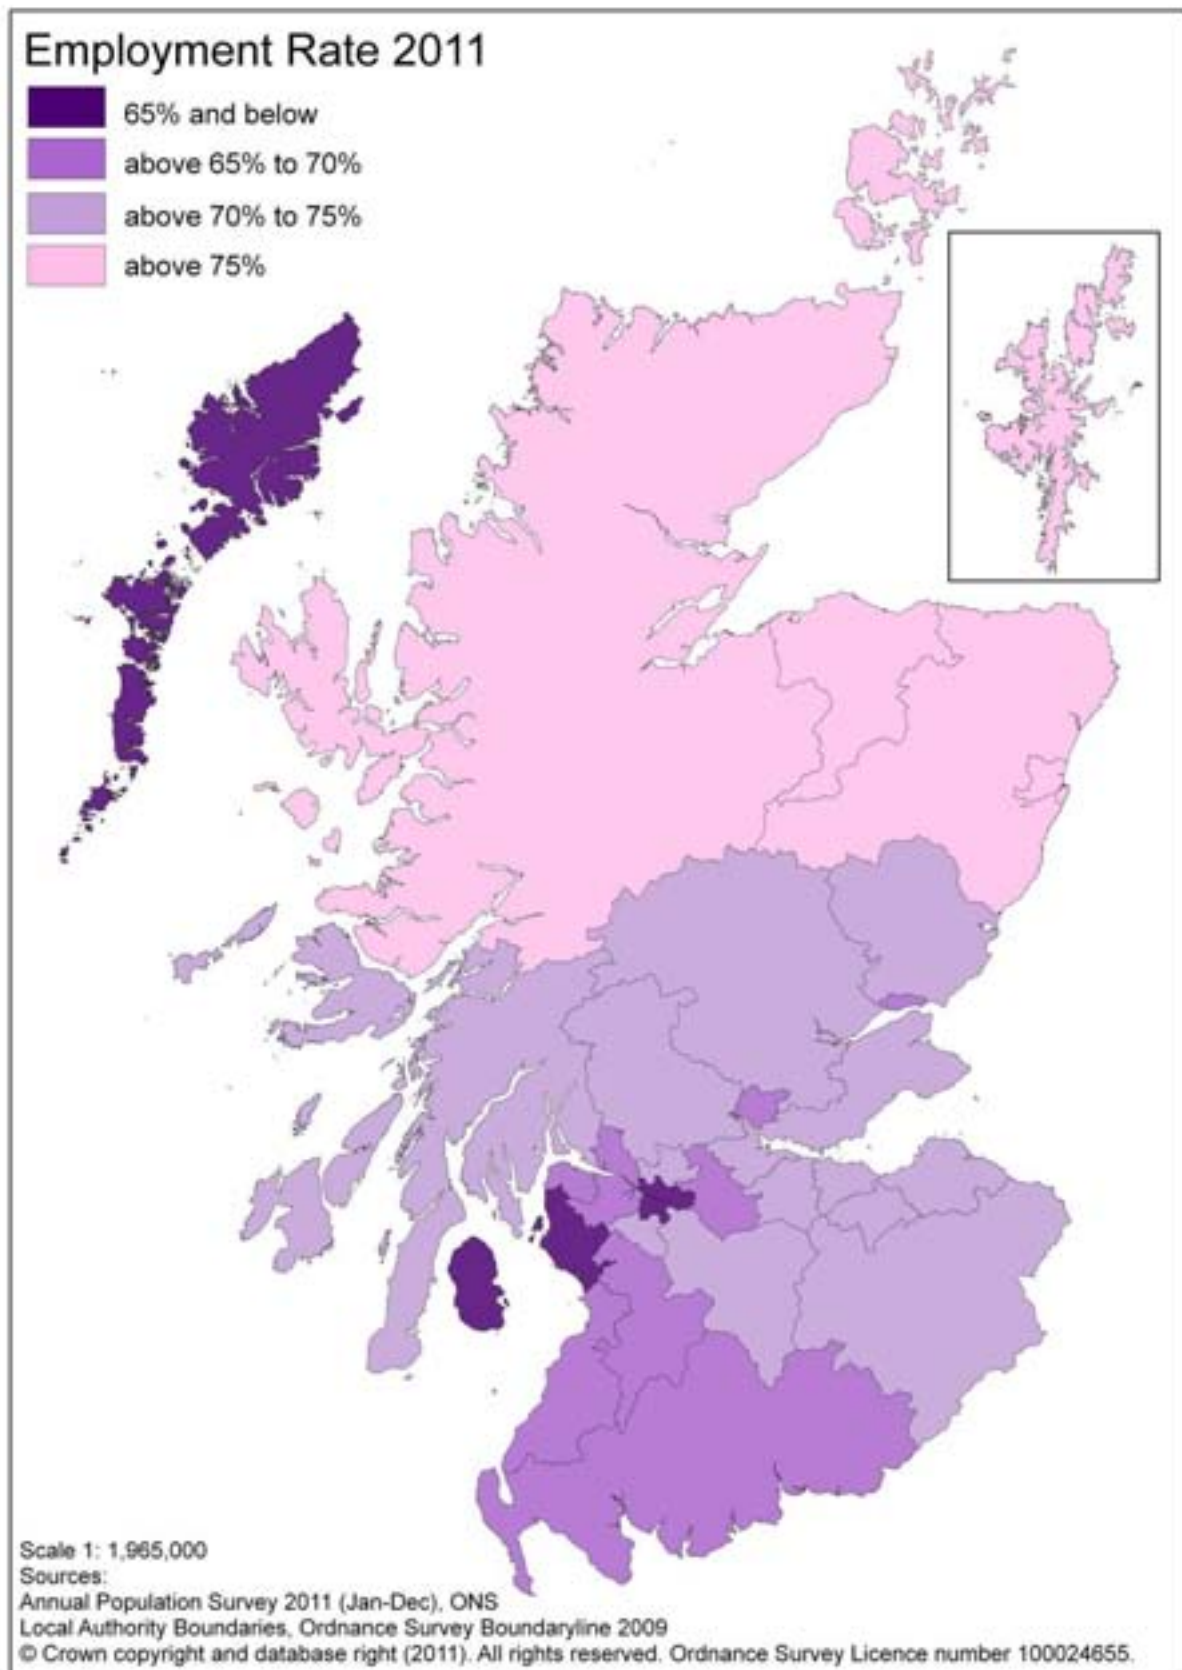 Employment Rate 2011
65% and below
above 65% to 70%
above 70% to 75%
above 75%
Scale 1: 1,965,000
Sources:
Annual Population Survey 2011 (Jan-Dec), ONS
Local Authority Boundaries, Ordnance Survey Boundaryline 2009
© Crown copyright and database right (2011). All rights reserved. Ordnance Survey Licence number 100024655.